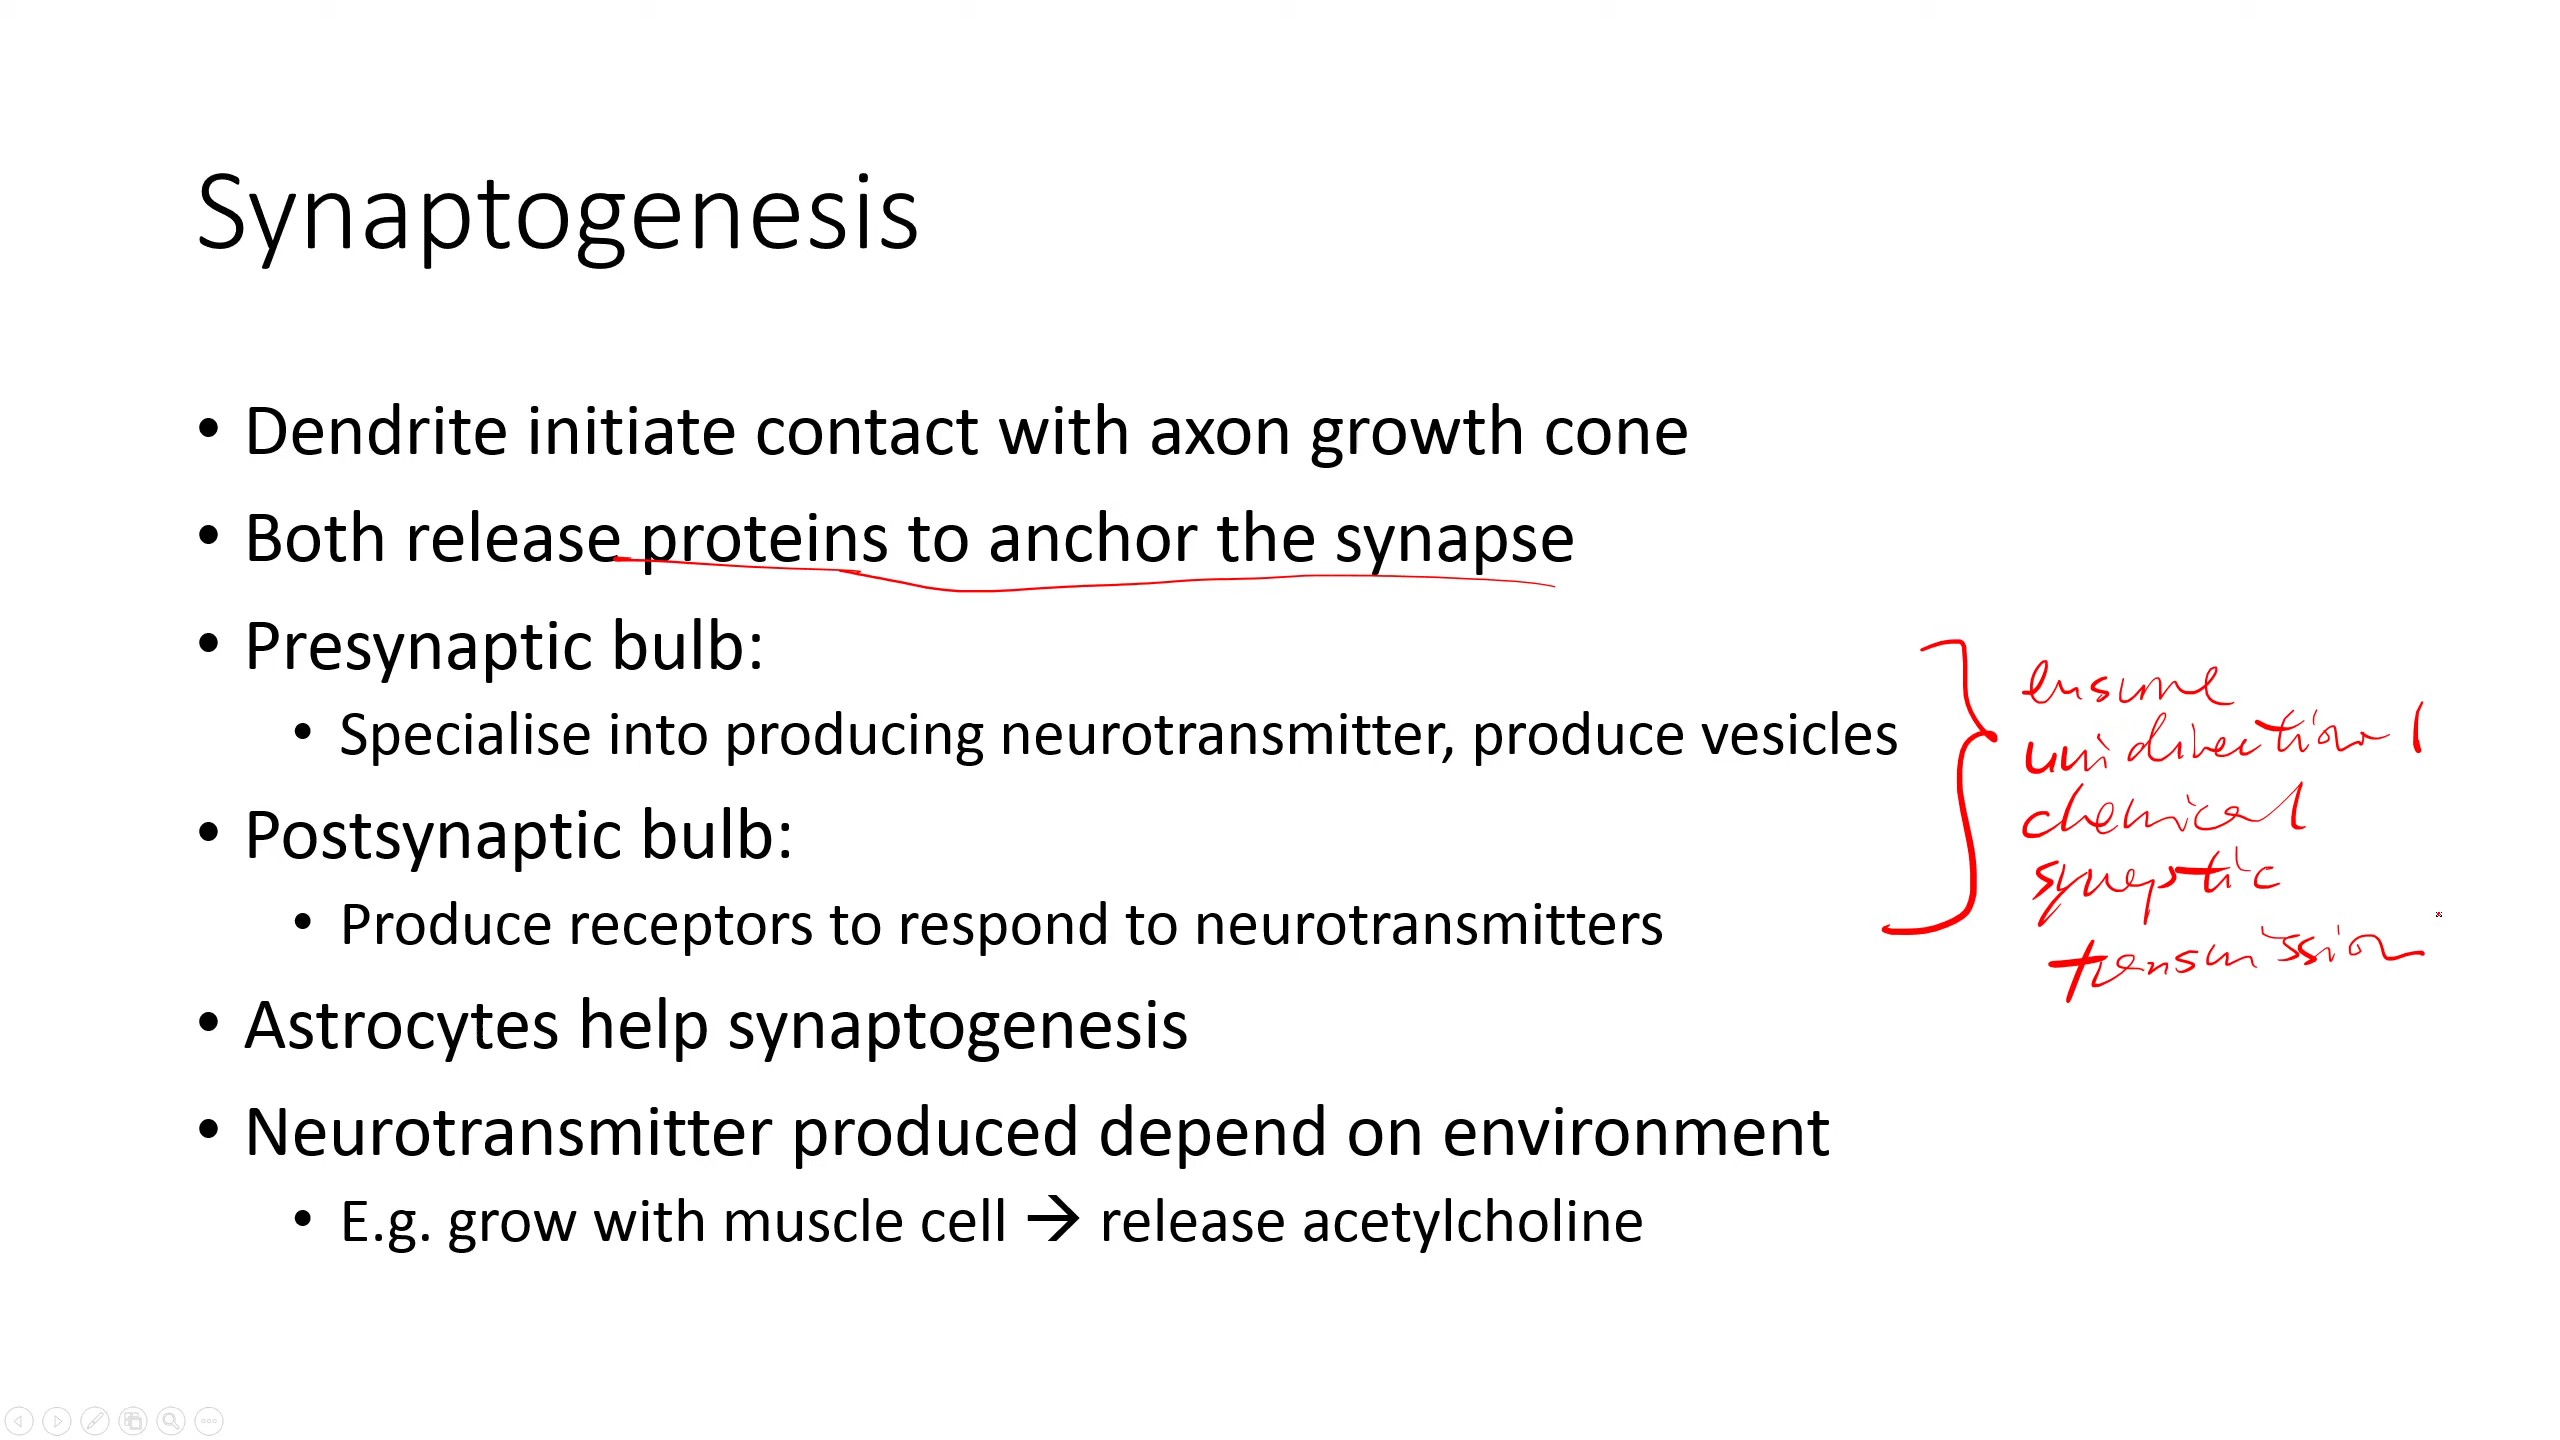 Synaptogenesis
• Dendrite initiate contact with axon growth cone
• Both release proteins to anchor the synapse
• Presynaptic bulb:
• Specialise into producing neurotransmitter, produce vesicles
• Postsynaptic bulb:
• Produce receptors to respond to neurotransmitters
• Astrocytes help synaptogenesis
• Neurotransmitter produced depend on environment
• E.g. grow with muscle cell → release acetylcholine
ensure
unidirectional
chemical
synaptic
transmission